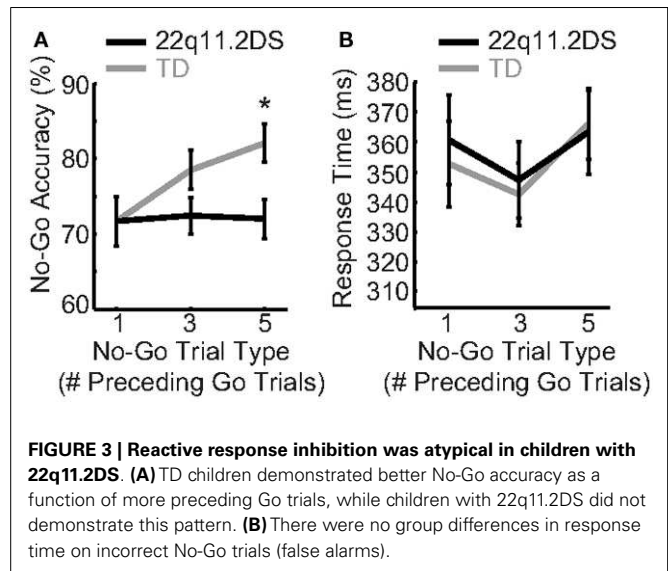 A
22q11.2DS
TD
No-Go Accuracy (%)
90
80
70
60
*
1 3 5
No-Go Trial Type
(# Preceding Go Trials)
B
22q11.2DS
TD
Response Time (ms)
380
370
360
350
340
330
320
310
1 3 5
No-Go Trial Type
(# Preceding Go Trials)
FIGURE 3 | Reactive response inhibition was atypical in children with
22q11.2DS. (A) TD children demonstrated better No-Go accuracy as a
function of more preceding Go trials, while children with 22q11.2DS did not
demonstrate this pattern. (B) There were no group differences in response
time on incorrect No-Go trials (false alarms).